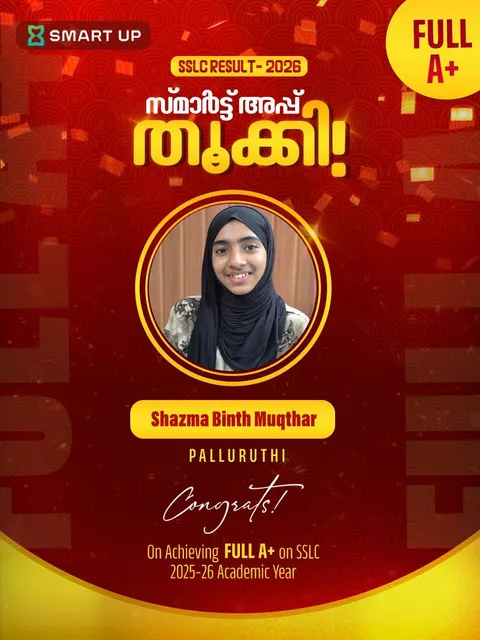 SMART UP
FULL
A+
SSLC RESULT- 2026
സ്മാർട്ട് അപ്പ്
തൂക്കി!
Shazma Binth Muqthar
PALLURUTHI
Congrats!
On Achieving FULL A+ on SSLC
2025-26 Academic Year